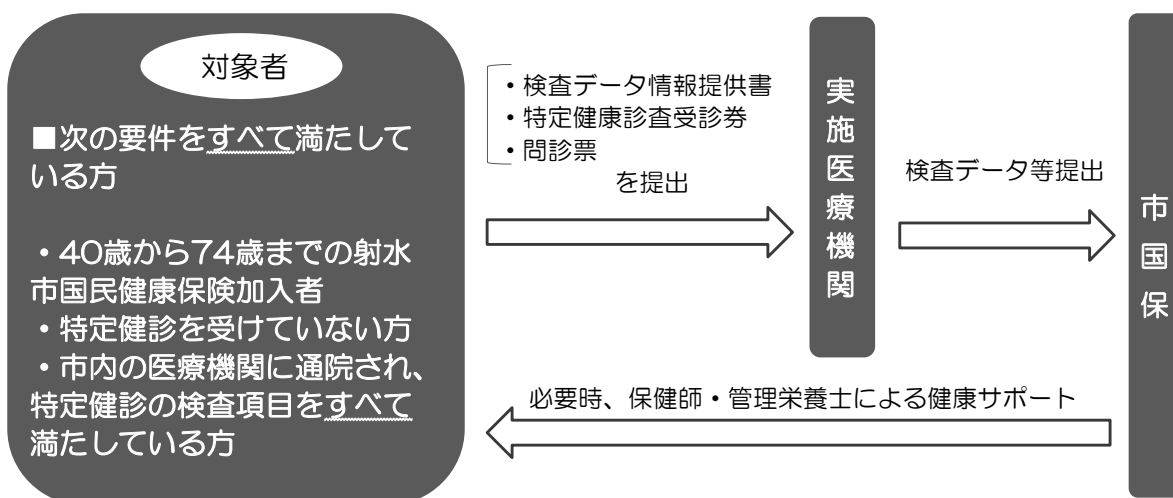 対象者
■次の要件をすべて満たして
いる方
・40歳から74歳までの射水
市国民健康保険加入者
・特定健診を受けていない方
・市内の医療機関に通院され、
特定健診の検査項目をすべて
満たしている方
・検査データ情報提供書
・特定健康診査受診券
・問診票
を提出
実施医療機関
検査データ等提出
市国保
必要時、保健師・管理栄養士による健康サポート